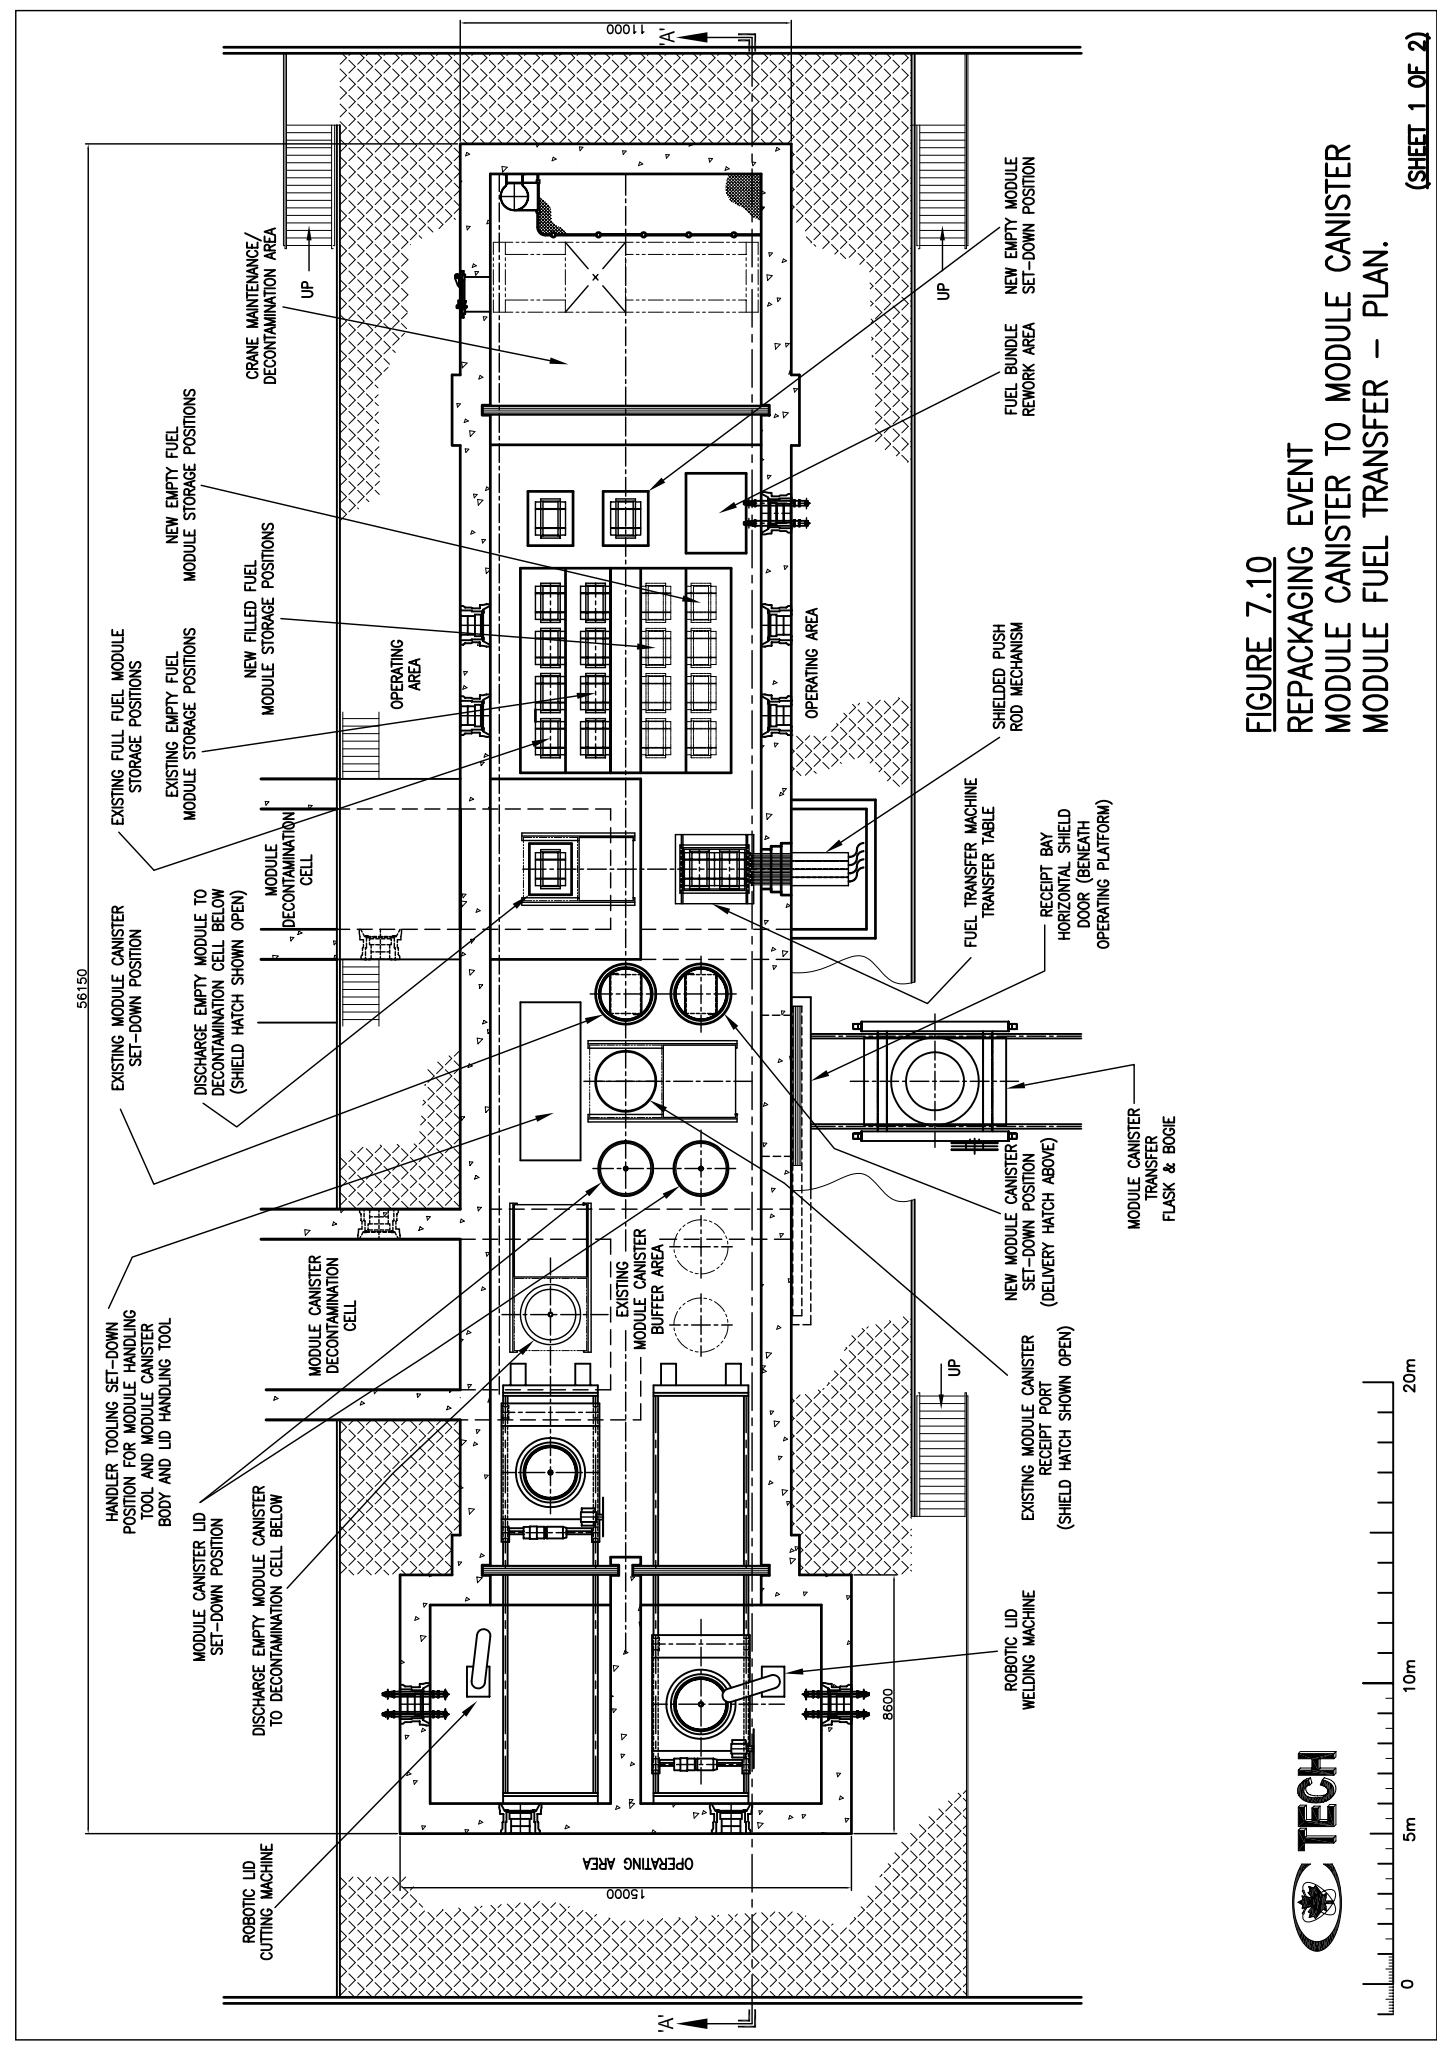 56150
ROBOTIC LID
CUTTING MACHINE
DISCHARGE EMPTY MODULE CANISTER
TO DECONTAMINATION CELL BELOW
MODULE CANISTER LID
SET-DOWN POSITION
HANDLER TOOLING SET-DOWN
POSITION FOR MODULE HANDLING
TOOL AND MODULE CANISTER
BODY AND LID HANDLING TOOL
MODULE CANISTER
DECONTAMINATION
CELL
EXISTING MODULE CANISTER
SET-DOWN POSITION
DISCHARGE EMPTY MODULE TO
DECONTAMINATION CELL BELOW
(SHIELD HATCH SHOWN OPEN)
MODULE
DECONTAMINATION
CELL
EXISTING FULL FUEL MODULE
STORAGE POSITIONS
EXISTING EMPTY FUEL
MODULE STORAGE POSITIONS
NEW FILLED FUEL
MODULE STORAGE POSITIONS
NEW EMPTY FUEL
MODULE STORAGE POSITIONS
OPERATING
AREA
CRANE MAINTENANCE/
DECONTAMINATION AREA
UP
11000
'A'
'A'
OPERATING AREA
15000
8600
EXISTING
MODULE CANISTER
BUFFER AREA
OPERATING AREA
UP
UP
ROBOTIC LID
WELDING MACHINE
EXISTING MODULE CANISTER
RECEIPT PORT
(SHIELD HATCH SHOWN OPEN)
NEW MODULE CANISTER
SET-DOWN POSITION
(DELIVERY HATCH ABOVE)
MODULE CANISTER
TRANSFER
FLASK & BOGIE
RECEIPT BAY
HORIZONTAL SHIELD
DOOR (BENEATH
OPERATING PLATFORM)
FUEL TRANSFER MACHINE
TRANSFER TABLE
SHIELDED PUSH
ROD MECHANISM
FUEL BUNDLE
REWORK AREA
NEW EMPTY MODULE
SET-DOWN POSITION
FIGURE 7.10
REPACKAGING EVENT
MODULE CANISTER TO MODULE CANISTER
MODULE FUEL TRANSFER - PLAN.
(SHEET 1 OF 2)
TECH
0
5m
10m
20m